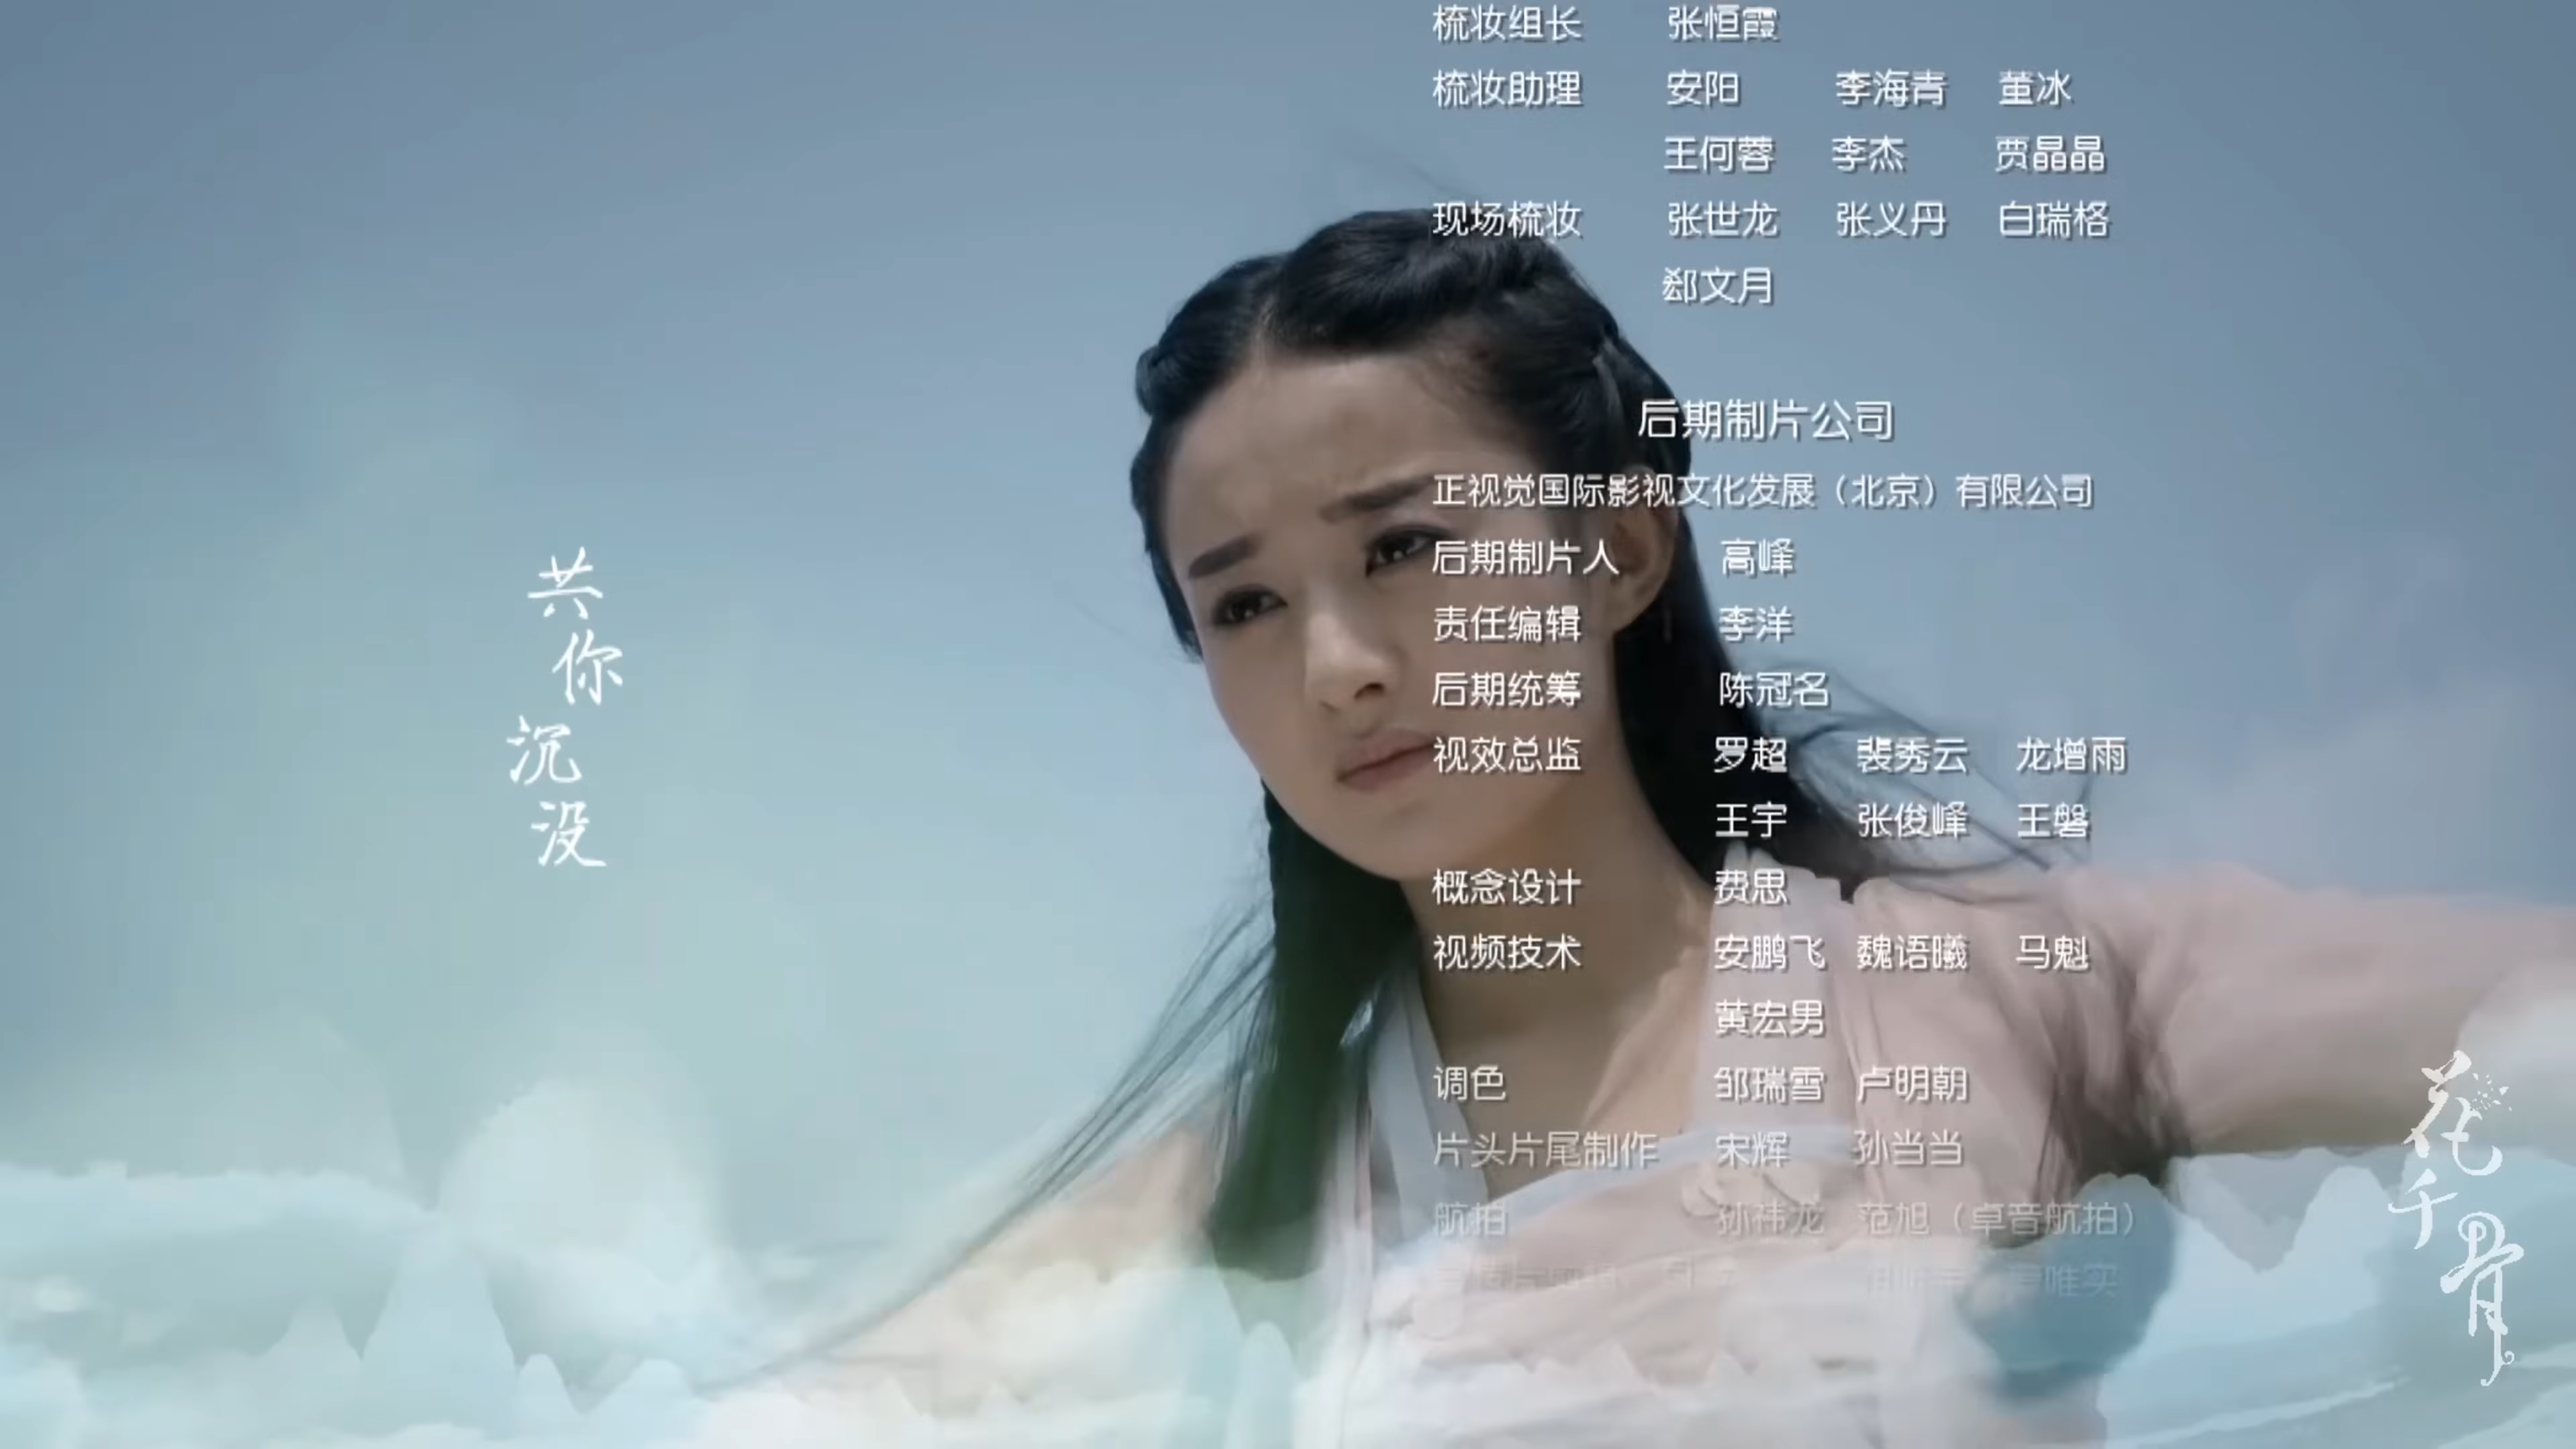 梳妆组长 张恒霞
梳妆助理 安阳 李海青 董冰
王何蓉 李杰 贾晶晶
现场梳妆 张世龙 张义丹 白瑞格
郄文月
后期制片公司
正视觉国际影视文化发展（北京）有限公司
后期制片人 高峰
责任编辑 李洋
后期统筹 陈冠名
视效总监 罗超 裴秀云 龙增雨
王宇 张俊峰 王磐
概念设计 费思
视频技术 安鹏飞 魏语曦 马魁
黄宏男
调色 邹瑞雪 卢明朝
片头片尾制作 宋辉 孙当当
航拍 孙祎龙 范旭（卓音航拍）
唯实
共你沉没
花千骨